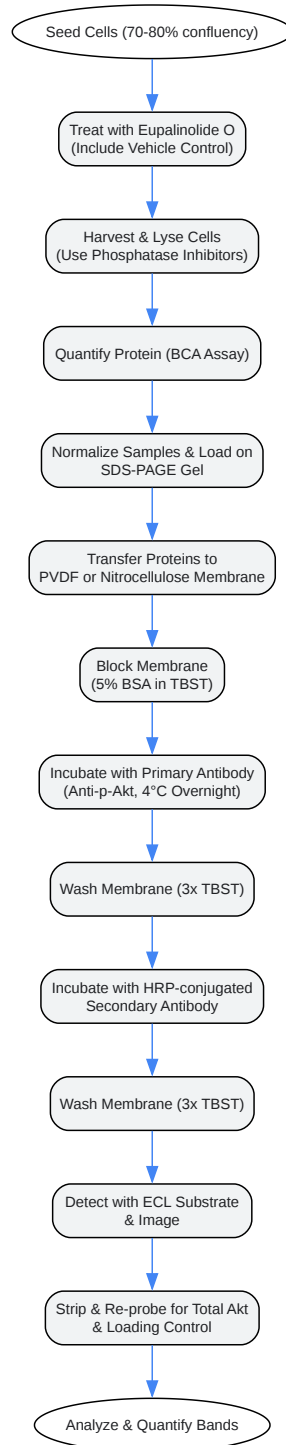 Seed Cells (70-80% confluency)
Treat with Eupalinolide O
(Include Vehicle Control)
Harvest & Lyse Cells
(Use Phosphatase Inhibitors)
Quantify Protein (BCA Assay)
Normalize Samples & Load on
SDS-PAGE Gel
Transfer Proteins to
PVDF or Nitrocellulose Membrane
Block Membrane
(5% BSA in TBST)
Incubate with Primary Antibody
(Anti-p-Akt, 4°C Overnight)
Wash Membrane (3x TBST)
Incubate with HRP-conjugated
Secondary Antibody
Wash Membrane (3x TBST)
Detect with ECL Substrate
& Image
Strip & Re-probe for Total Akt
& Loading Control
Analyze & Quantify Bands